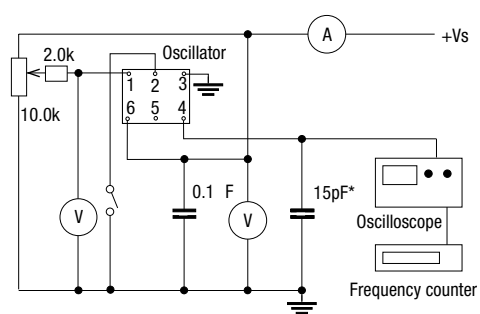 A
+Vs
2.0k
Oscillator
1 2 3
6 5 4
10.0k
V
0.1 F
V
15pF*
Oscilloscope
Frequency counter